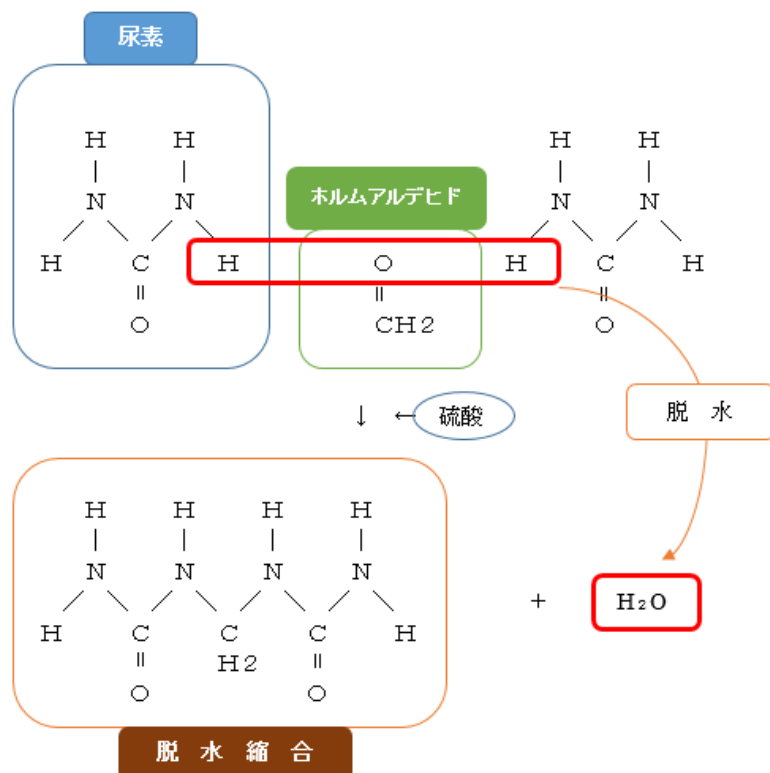 尿素
H H H H
N N ホルムアルデヒド N N
H C H O H C H
O CH2 O
↓ ← 硫酸 脱 水
H H H H
N N N N + H₂O
H C C C H
H2
O O
脱 水 縮 合